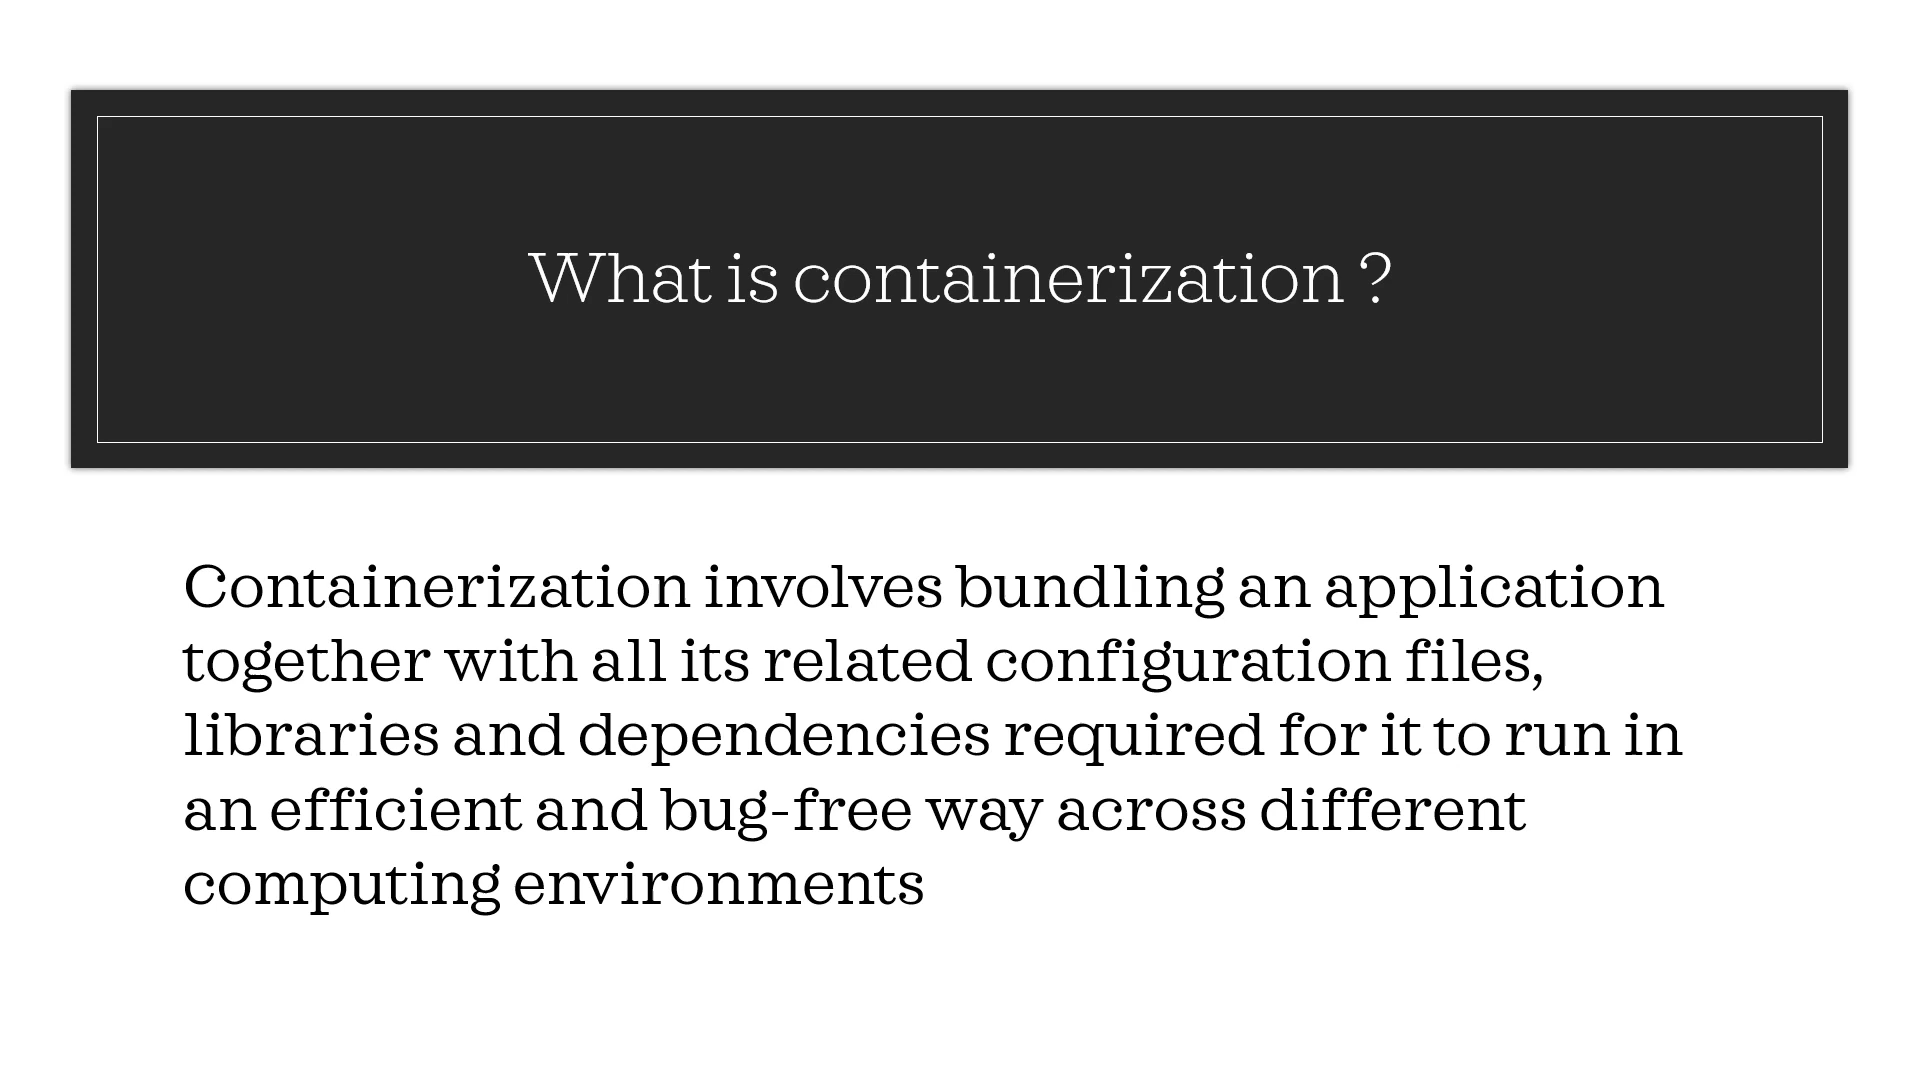 What is containerization ?
Containerization involves bundling an application
together with all its related configuration files,
libraries and dependencies required for it to run in
an efficient and bug-free way across different
computing environments